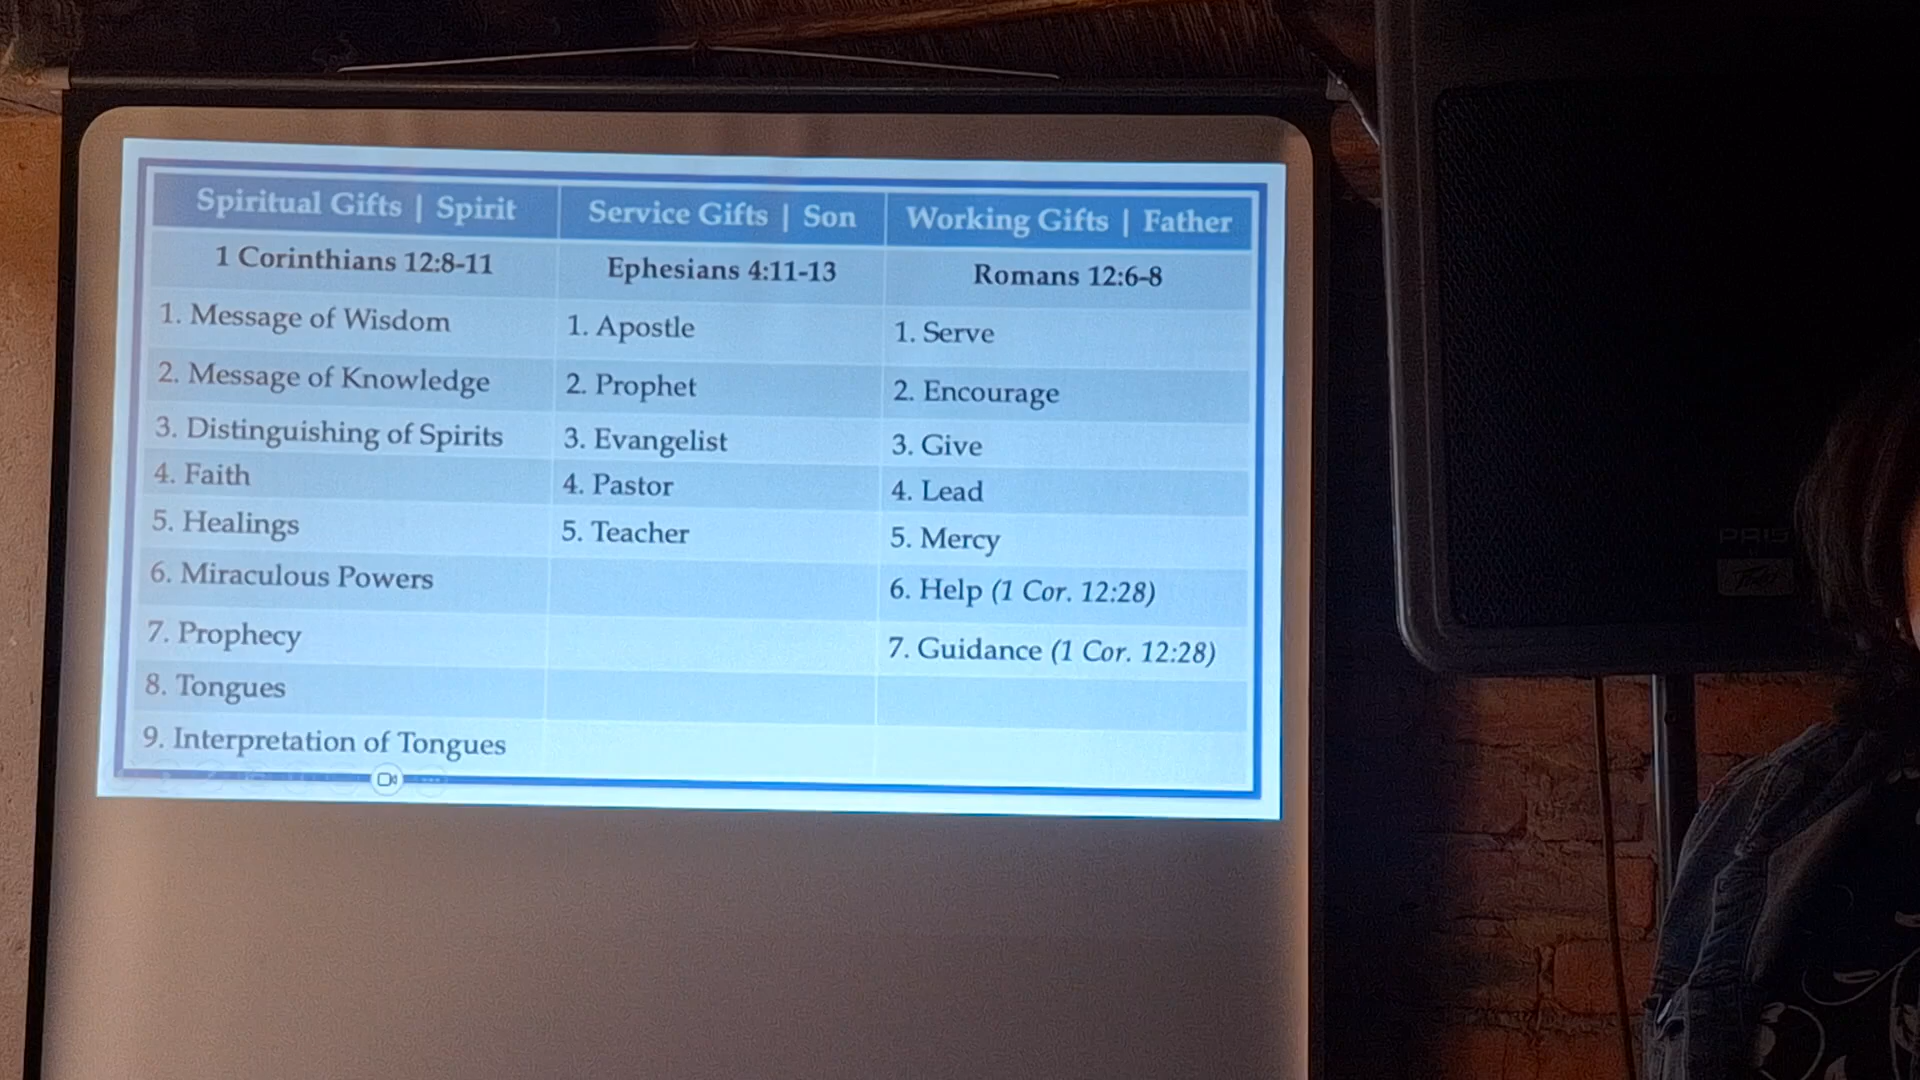 Spiritual Gifts | Spirit
Service Gifts | Son
Working Gifts | Father
1 Corinthians 12:8-11
Ephesians 4:11-13
Romans 12:6-8
1. Message of Wisdom
1. Apostle
1. Serve
2. Message of Knowledge
2. Prophet
2. Encourage
3. Distinguishing of Spirits
3. Evangelist
3. Give
4. Faith
4. Pastor
4. Lead
5. Healings
5. Teacher
5. Mercy
6. Miraculous Powers
6. Help (1 Cor. 12:28)
7. Prophecy
7. Guidance (1 Cor. 12:28)
8. Tongues
9. Interpretation of Tongues